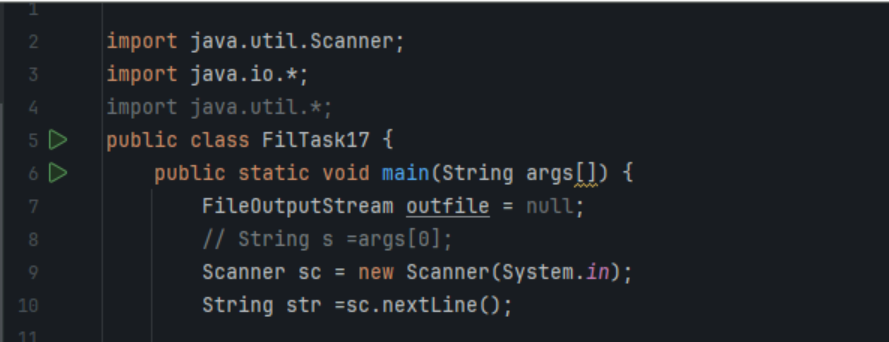 1
2 import java.util.Scanner;
3 import java.io.*;
4 import java.util.*;
5 public class FilTask17 {
6 public static void main(String args[]) {
7 FileOutputStream outfile = null;
8 // String s =args[0];
9 Scanner sc = new Scanner(System.in);
10 String str =sc.nextLine();
11